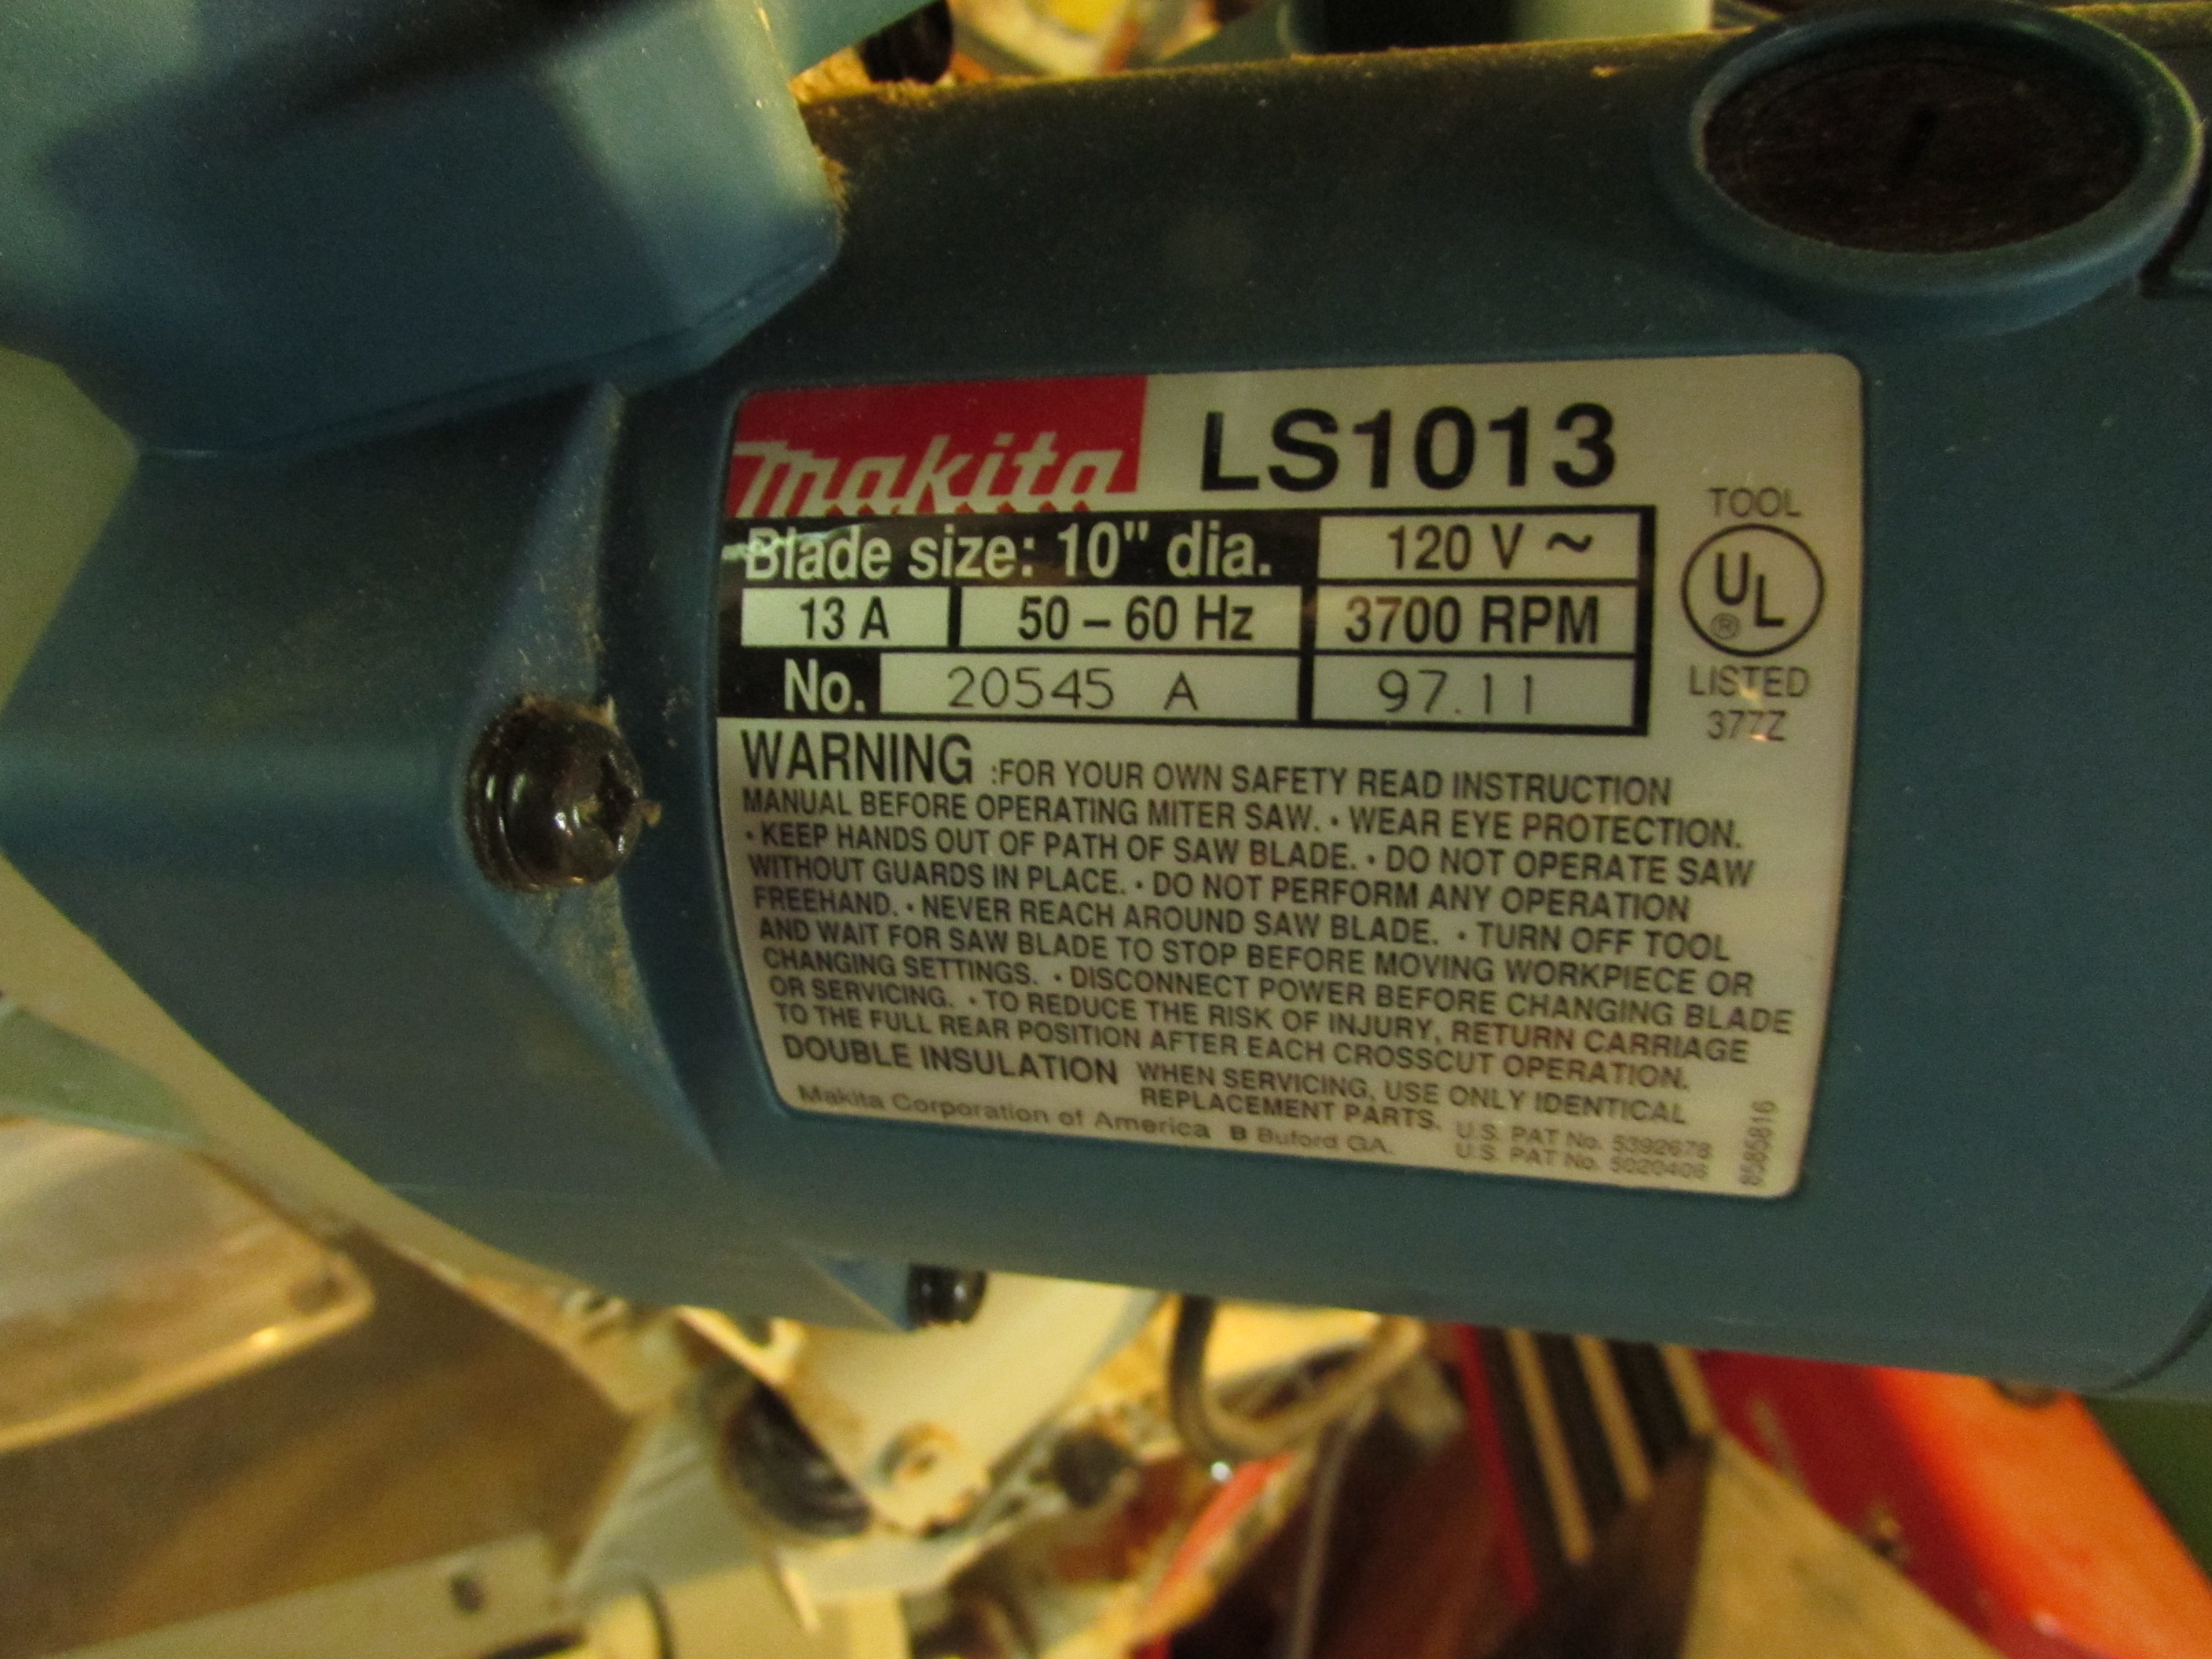 Makita LS1013
TOOL
Blade size: 10" dia. 120 V ~
UL
®
13 A 50 – 60 Hz 3700 RPM
No. 20545 A 97.11
LISTED
377Z
WARNING :FOR YOUR OWN SAFETY READ INSTRUCTION
MANUAL BEFORE OPERATING MITER SAW. • WEAR EYE PROTECTION.
• KEEP HANDS OUT OF PATH OF SAW BLADE. • DO NOT OPERATE SAW
WITHOUT GUARDS IN PLACE. • DO NOT PERFORM ANY OPERATION
FREEHAND. • NEVER REACH AROUND SAW BLADE. • TURN OFF TOOL
AND WAIT FOR SAW BLADE TO STOP BEFORE MOVING WORKPIECE OR
CHANGING SETTINGS. • DISCONNECT POWER BEFORE CHANGING BLADE
OR SERVICING. • TO REDUCE THE RISK OF INJURY, RETURN CARRIAGE
TO THE FULL REAR POSITION AFTER EACH CROSSCUT OPERATION.
DOUBLE INSULATION WHEN SERVICING, USE ONLY IDENTICAL
REPLACEMENT PARTS.
Makita Corporation of America B Buford GA.
U.S. PAT No. 5392678
U.S. PAT No. 5020406
8585816